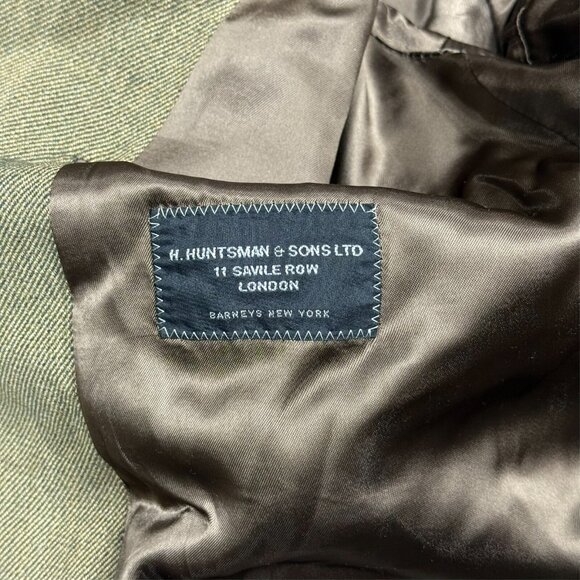 H. HUNTSMAN & SONS LTD
11 SAVILE ROW
LONDON
BARNEYS NEW YORK